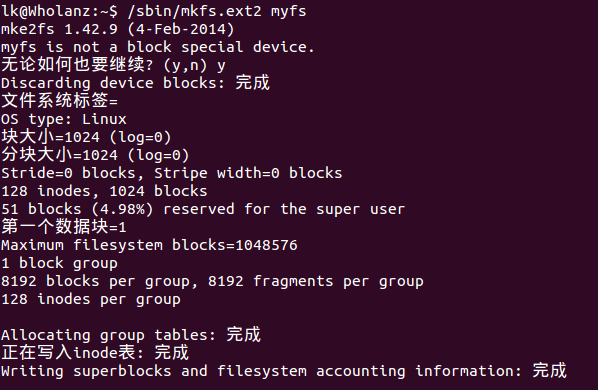 lk@Wholanz:~$ /sbin/mkfs.ext2 myfs
mke2fs 1.42.9 (4-Feb-2014)
myfs is not a block special device.
无论如何也要继续? (y,n) y
Discarding device blocks: 完成
文件系统标签=
OS type: Linux
块大小=1024 (log=0)
分块大小=1024 (log=0)
Stride=0 blocks, Stripe width=0 blocks
128 inodes, 1024 blocks
51 blocks (4.98%) reserved for the super user
第一个数据块=1
Maximum filesystem blocks=1048576
1 block group
8192 blocks per group, 8192 fragments per group
128 inodes per group
Allocating group tables: 完成
正在写入inode表: 完成
Writing superblocks and filesystem accounting information: 完成